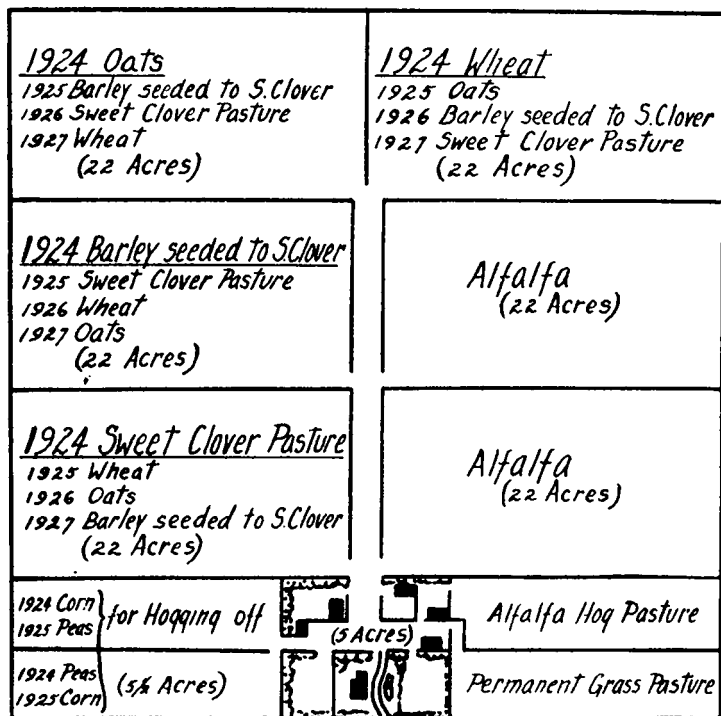 1924 Oats
1925 Barley seeded to S.Clover
1926 Sweet Clover Pasture
1927 Wheat
(22 Acres)
1924 Wheat
1925 Oats
1926 Barley seeded to S.Clover
1927 Sweet Clover Pasture
(22 Acres)
1924 Barley seeded to S.Clover
1925 Sweet Clover Pasture
1926 Wheat
1927 Oats
(22 Acres)
Alfalfa
(22 Acres)
1924 Sweet Clover Pasture
1925 Wheat
1926 Oats
1927 Barley seeded to S.Clover
(22 Acres)
Alfalfa
(22 Acres)
1924 Corn
1925 Peas
for Hogging off
(5 Acres)
Alfalfa Hog Pasture
1924 Peas
1925 Corn
Acres)
Permanent Grass Pasture